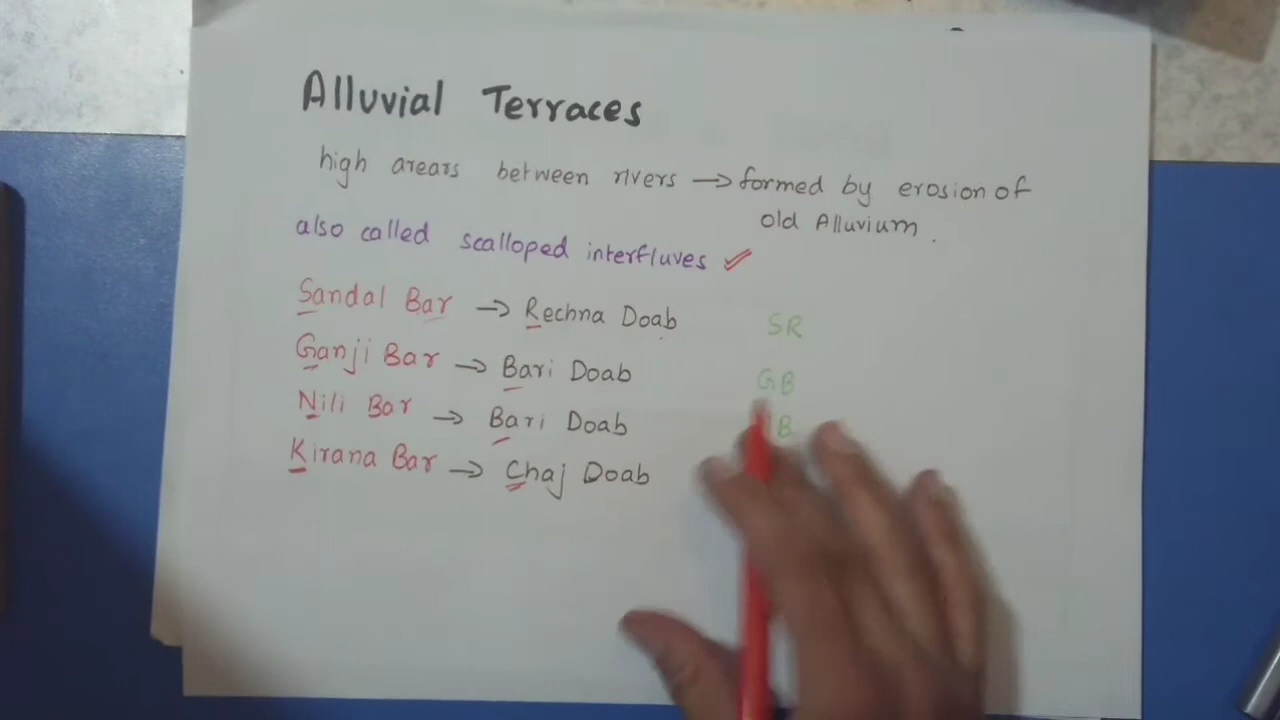 Alluvial Terraces
high arears between rivers → formed by erosion of
old Alluvium.
also called scalloped interfluves
Sandal Bar → Rechna Doab SR
Ganji Bar → Bari Doab GB
Nili Bar → Bari Doab B
Kirana Bar → Chaj Doab